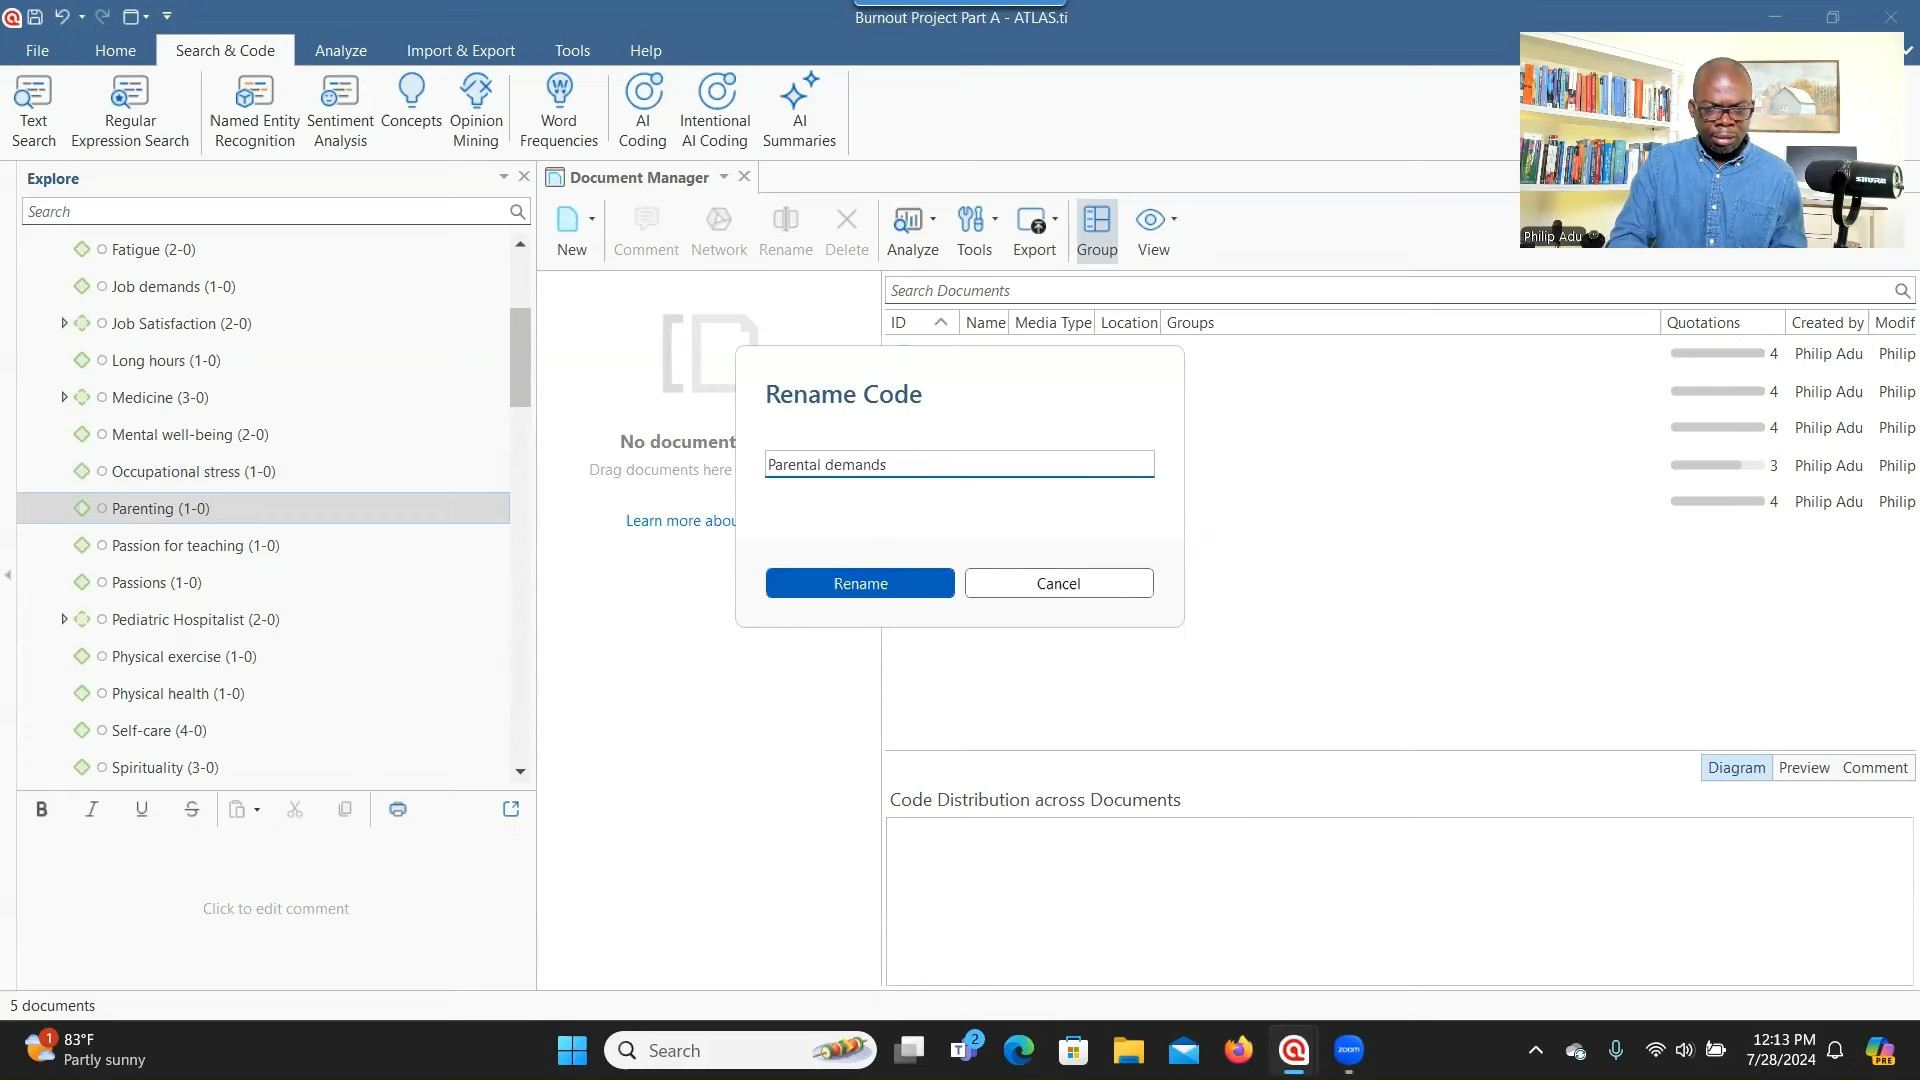 Burnout Project Part A - ATLAS.ti
File Home Search & Code Analyze Import & Export Tools Help
Text Search
Regular Expression Search
Named Entity Recognition
Sentiment Analysis
Concepts
Opinion Mining
Word Frequencies
AI Coding
Intentional AI Coding
AI Summaries
Explore
Search
Fatigue (2-0)
Job demands (1-0)
Job Satisfaction (2-0)
Long hours (1-0)
Medicine (3-0)
Mental well-being (2-0)
Occupational stress (1-0)
Parenting (1-0)
Passion for teaching (1-0)
Passions (1-0)
Pediatric Hospitalist (2-0)
Physical exercise (1-0)
Physical health (1-0)
Self-care (4-0)
Spirituality (3-0)
B I U S
Click to edit comment
5 documents
Document Manager
New Comment Network Rename Delete Analyze Tools Export Group View
No document
Drag documents here
Learn more abou
Search Documents
ID Name Media Type Location Groups Quotations Created by Modif
4 Philip Adu Philip
4 Philip Adu Philip
4 Philip Adu Philip
3 Philip Adu Philip
4 Philip Adu Philip
Rename Code
Parental demands
Rename Cancel
Diagram Preview Comment
Code Distribution across Documents
Philip Adu
SHURE
1
83°F
Partly sunny
Search
2
zoom
12:13 PM
7/28/2024
PRE